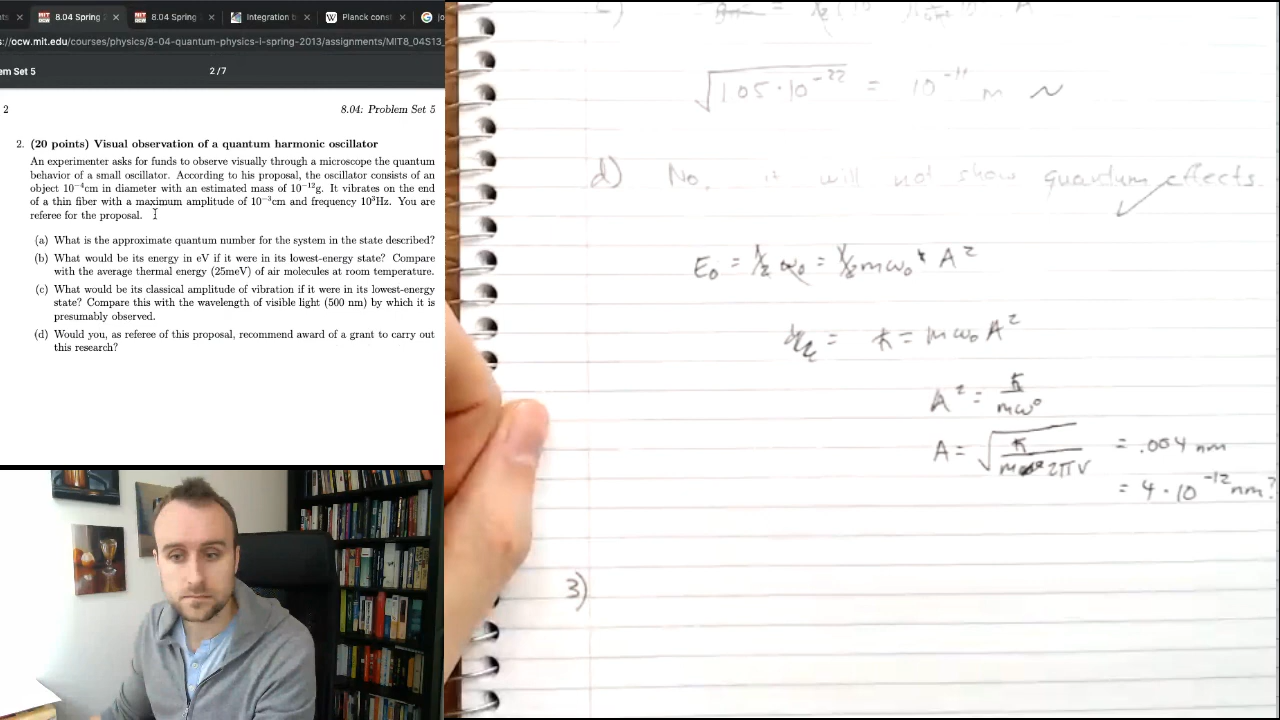 8.04 Spring 2
8.04 Spring
Integration b
Planck const
jo
://ocw.mit.edu/courses/physics/8-04-quantum-physics-i-spring-2013/assignments/MIT8_04S13_
em Set 5
2/7
2
8.04: Problem Set 5
2. (20 points) Visual observation of a quantum harmonic oscillator
An experimenter asks for funds to observe visually through a microscope the quantum
behavior of a small oscillator. According to his proposal, the oscillator consists of an
object 10⁻⁴cm in diameter with estimated mass of 10⁻¹²g. It vibrates on the end
of a thin fiber with a maximum amplitude of 10⁻³cm and frequency 10³Hz. You are
referee for the proposal.
(a) What is the approximate quantum number for the system in the state described?
(b) What would be its energy in eV if it were in its lowest-energy state? Compare
with the average thermal energy (25meV) of air molecules at room temperature.
(c) What would be its classical amplitude of vibration if it were in its lowest-energy
state? Compare this with the wavelength of visible light (500 nm) by which it is
presumably observed.
(d) Would you, as referee of this proposal, recommend award of a grant to carry out
this research?
c)
√105·10⁻²² = 10⁻¹¹ m ~
d) No, it will not show quantum effects
E₀ = = ½mω₀² A²
ħ = mω₀A²
A² = ħ/mω⁰
A = √ħ/m 2πν = .004 nm
= 4·10⁻¹² nm?
3)